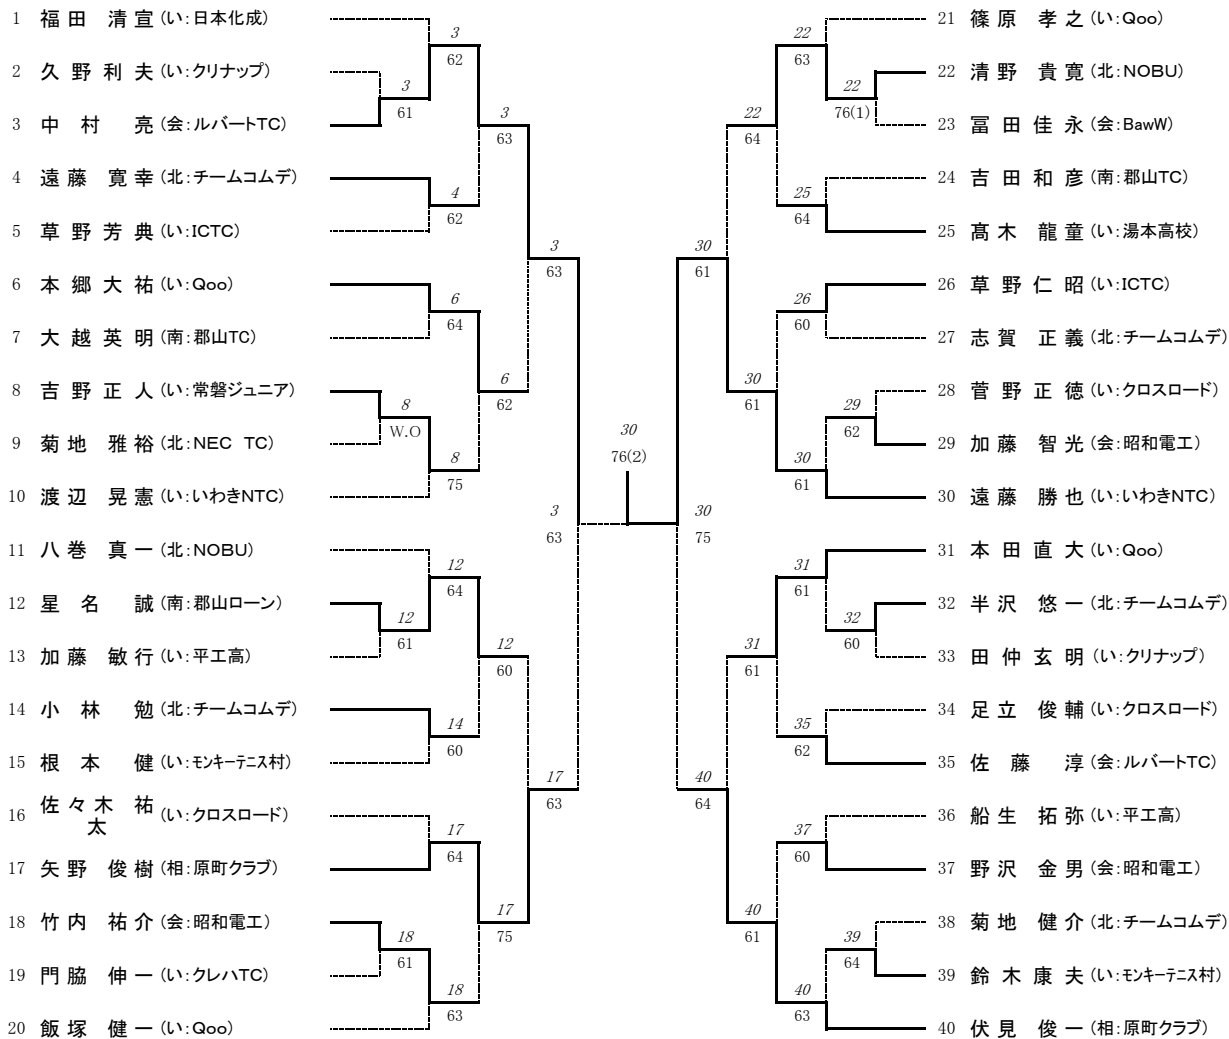 1 福田 清宣 (い:日本化成)
2 久野利夫 (い:クリナップ)
3 中村 亮 (会:ルバートTC)
4 遠藤 寛幸 (北:チームコムデ)
5 草野芳典 (い:ICTC)
6 本郷大祐 (い:Qoo)
7 大越英明 (南:郡山TC)
8 吉野正人 (い:常磐ジュニア)
9 菊地 雅裕 (北:NEC TC)
10 渡辺 晃憲 (い:いわきNTC)
11 八巻 真一 (北:NOBU)
12 星名 誠 (南:郡山ローン)
13 加藤 敏行 (い:平工高)
14 小林 勉 (北:チームコムデ)
15 根本 健 (い:モンキーテニス村)
16 佐々木 祐太 (い:クロスロード)
17 矢野 俊樹 (相:原町クラブ)
18 竹内 祐介 (会:昭和電工)
19 門脇 伸一 (い:クレハTC)
20 飯塚 健一 (い:Qoo)
3
61
8
W.O
12
61
18
61
3
62
4
62
6
64
8
75
12
64
14
60
17
64
18
63
3
63
6
62
12
60
17
75
3
63
17
63
3
63
30
76(2)
30
75
30
61
40
64
22
64
30
61
31
61
40
61
22
63
25
64
26
60
30
61
31
61
35
62
37
60
40
63
22
76(1)
29
62
32
60
39
64
21 篠原 孝之 (い:Qoo)
22 清野 貴寛 (北:NOBU)
23 冨田佳永 (会:BawW)
24 吉田和彦 (南:郡山TC)
25 髙木 龍童 (い:湯本高校)
26 草野仁昭 (い:ICTC)
27 志賀 正義 (北:チームコムデ)
28 菅野正徳 (い:クロスロード)
29 加藤 智光 (会:昭和電工)
30 遠藤 勝也 (い:いわきNTC)
31 本田直大 (い:Qoo)
32 半沢 悠一 (北:チームコムデ)
33 田仲玄明 (い:クリナップ)
34 足立 俊輔 (い:クロスロード)
35 佐藤 淳 (会:ルバートTC)
36 船生 拓弥 (い:平工高)
37 野沢 金男 (会:昭和電工)
38 菊地 健介 (北:チームコムデ)
39 鈴木康夫 (い:モンキーテニス村)
40 伏見 俊一 (相:原町クラブ)